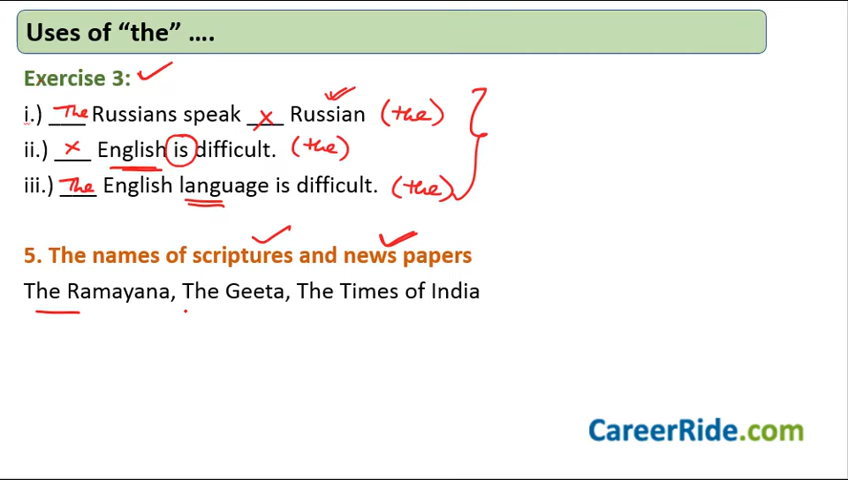 Uses of “the” ….
Exercise 3:
i.) The Russians speak x Russian (the)
ii.) x English is difficult. (the)
iii.) The English language is difficult. (the)
5. The names of scriptures and news papers
The Ramayana, The Geeta, The Times of India
CareerRide.com